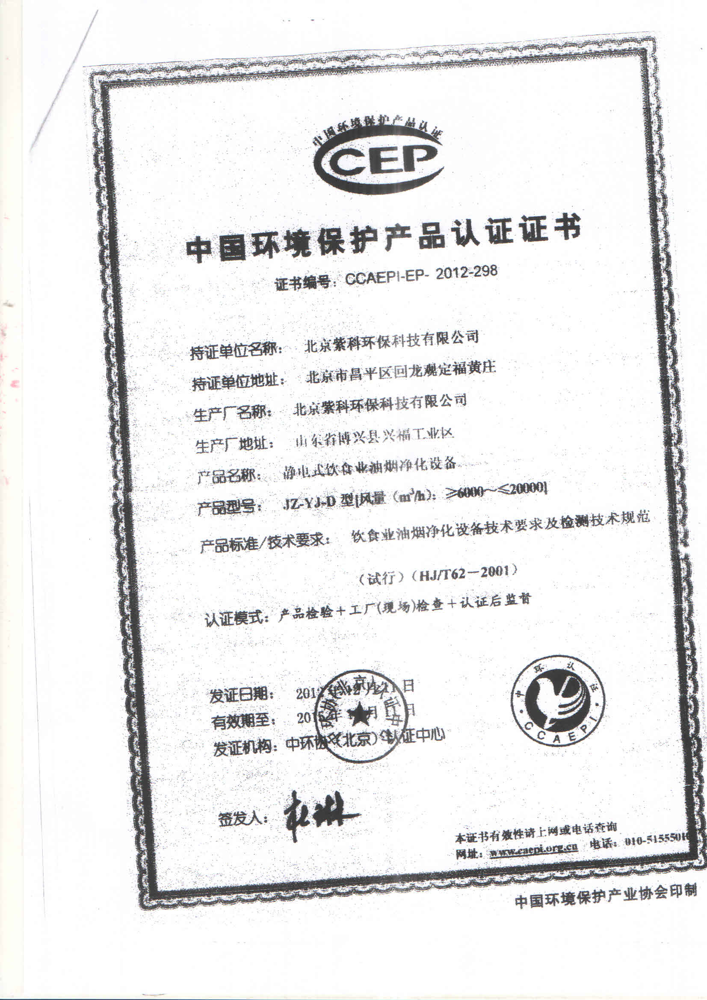 中国环境保护产品认证
CEP
中国环境保护产品认证证书
证书编号：CCAEPI-EP- 2012-298
持证单位名称： 北京紫科环保科技有限公司
持证单位地址： 北京市昌平区回龙观定福黄庄
生产厂名称： 北京紫科环保科技有限公司
生产厂地址： 山东省博兴县兴福工业区
产品名称： 静电式饮食业油烟净化设备
产品型号： JZ-YJ-D 型[风量（m³/h）：≥6000～≤20000]
产品标准/技术要求： 饮食业油烟净化设备技术要求及检测技术规范
（试行）（HJ/T62－2001）
认证模式：产品检验＋工厂(现场)检查＋认证后监督
发证日期： 日
有效期至： 月 日
发证机构：中环协（北京）认证中心
中环认证
CCAEPI
签发人：
本证书有效性请上网或电话查询
网址：www.caepi.org.cn 电话：
中国环境保护产业协会印制